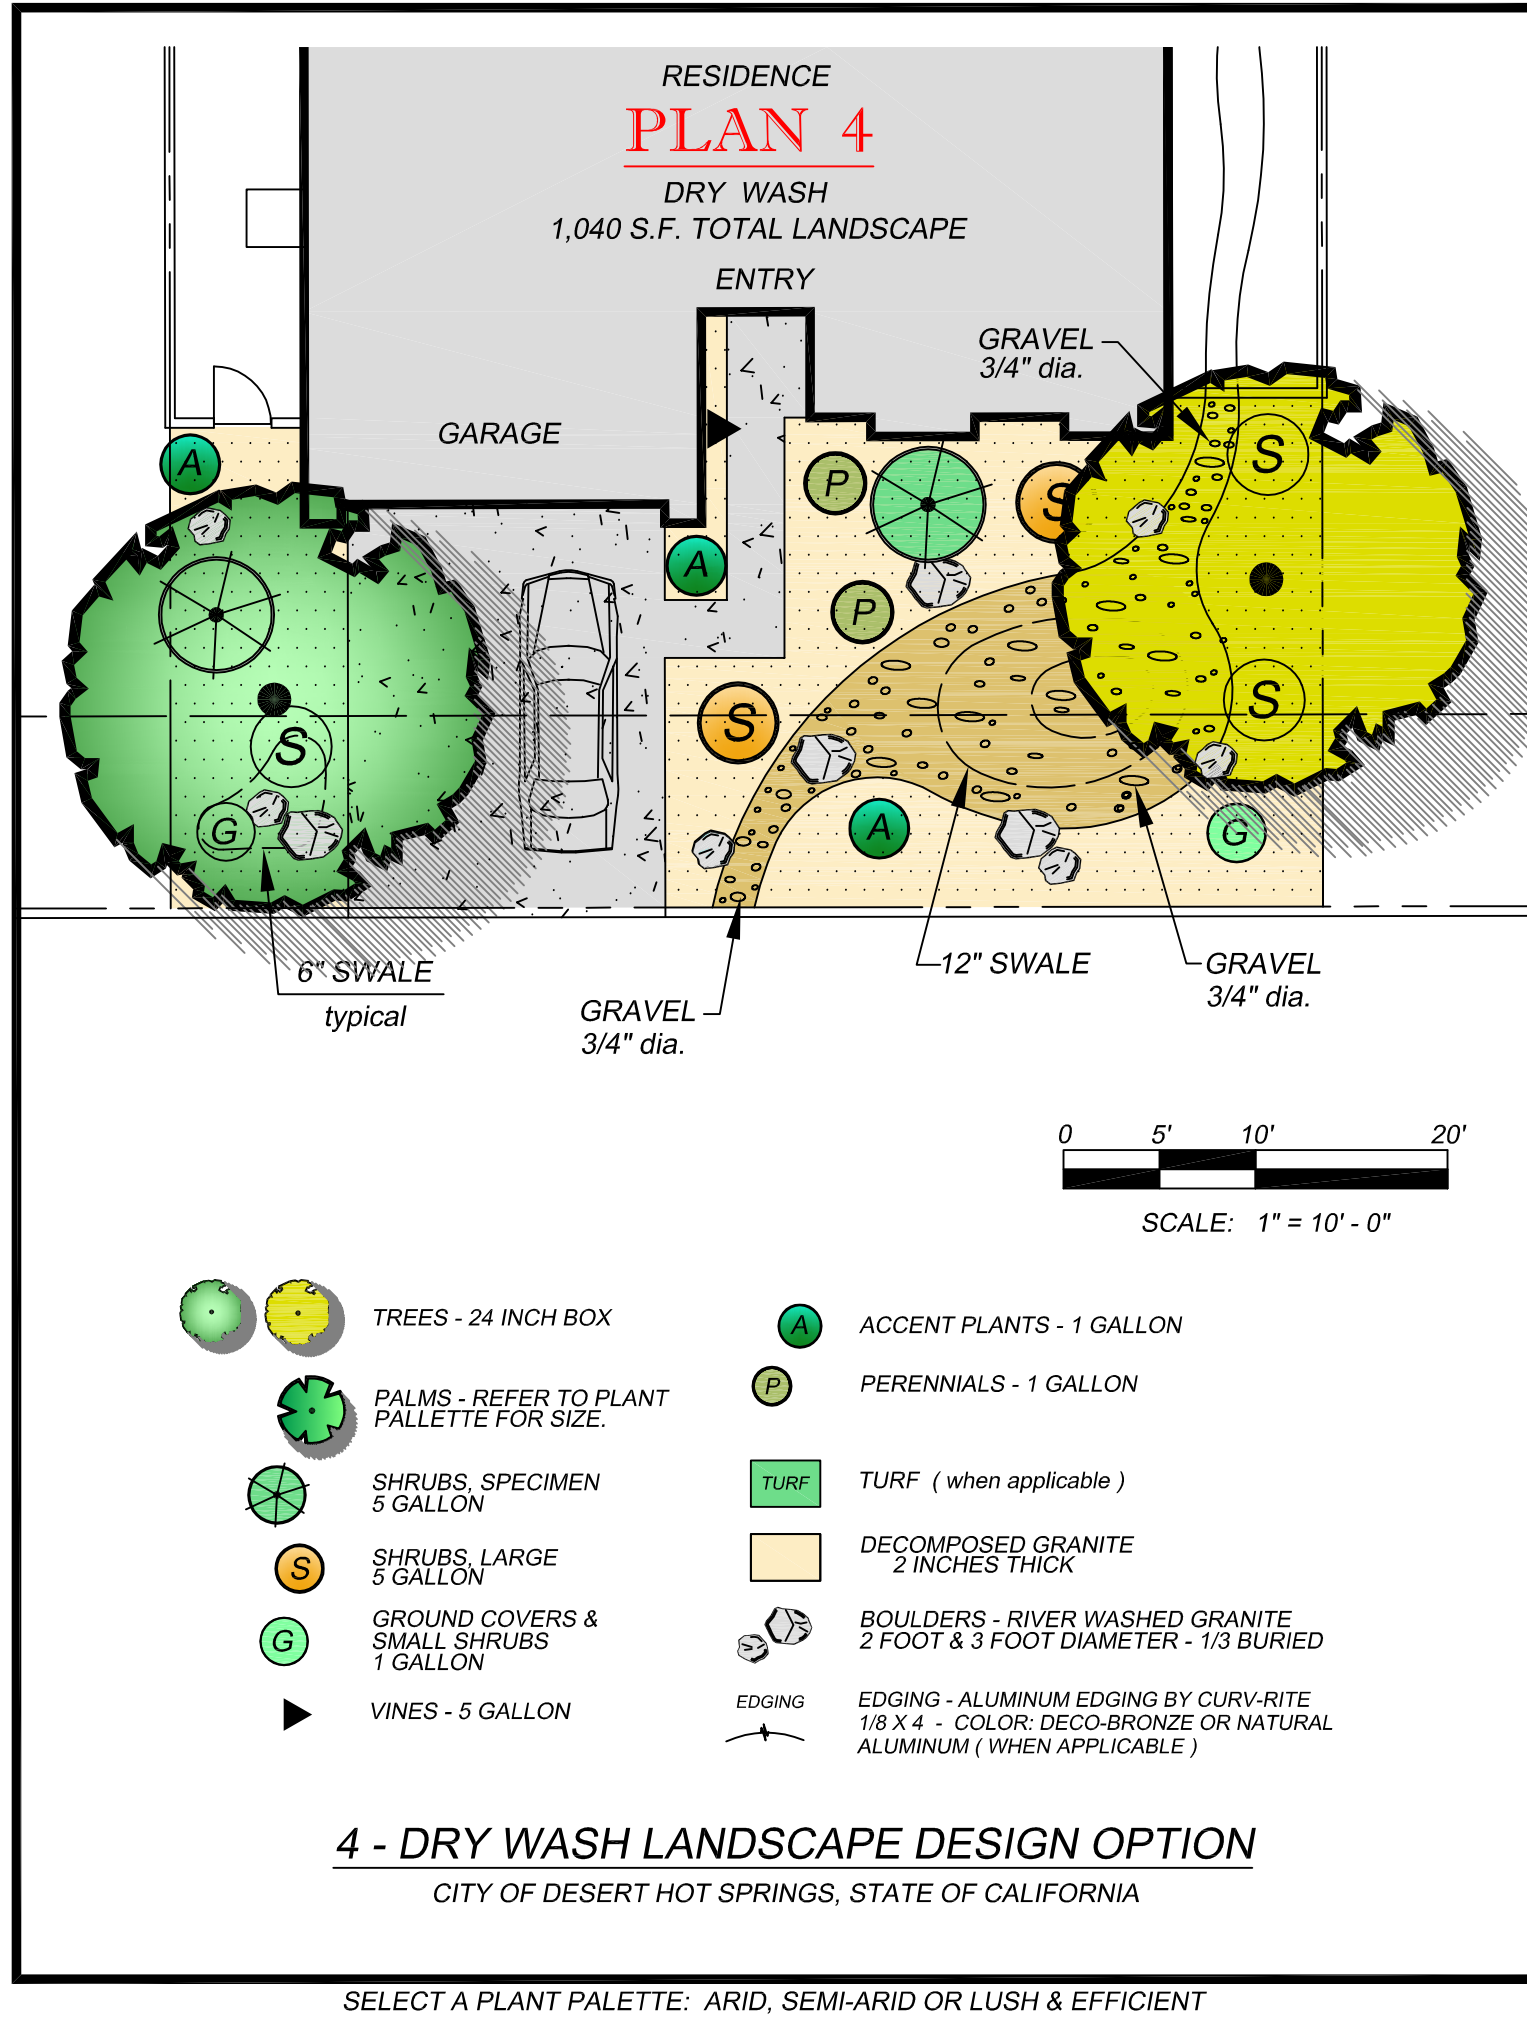 RESIDENCE
PLAN 4
DRY WASH
1,040 S.F. TOTAL LANDSCAPE
ENTRY
GRAVEL
3/4" dia.
GARAGE
A
S
P
S
A
P
S
S
S
G
A
G
6" SWALE
typical
GRAVEL
3/4" dia.
12" SWALE
GRAVEL
3/4" dia.
0 5' 10' 20'
SCALE: 1" = 10' - 0"
TREES - 24 INCH BOX
PALMS - REFER TO PLANT
PALLETTE FOR SIZE.
SHRUBS, SPECIMEN
5 GALLON
S
SHRUBS, LARGE
5 GALLON
G
GROUND COVERS &
SMALL SHRUBS
1 GALLON
VINES - 5 GALLON
A
ACCENT PLANTS - 1 GALLON
P
PERENNIALS - 1 GALLON
TURF
TURF ( when applicable )
DECOMPOSED GRANITE
2 INCHES THICK
BOULDERS - RIVER WASHED GRANITE
2 FOOT & 3 FOOT DIAMETER - 1/3 BURIED
EDGING
EDGING - ALUMINUM EDGING BY CURV-RITE
1/8 X 4 - COLOR: DECO-BRONZE OR NATURAL
ALUMINUM ( WHEN APPLICABLE )
4 - DRY WASH LANDSCAPE DESIGN OPTION
CITY OF DESERT HOT SPRINGS, STATE OF CALIFORNIA
SELECT A PLANT PALETTE: ARID, SEMI-ARID OR LUSH & EFFICIENT